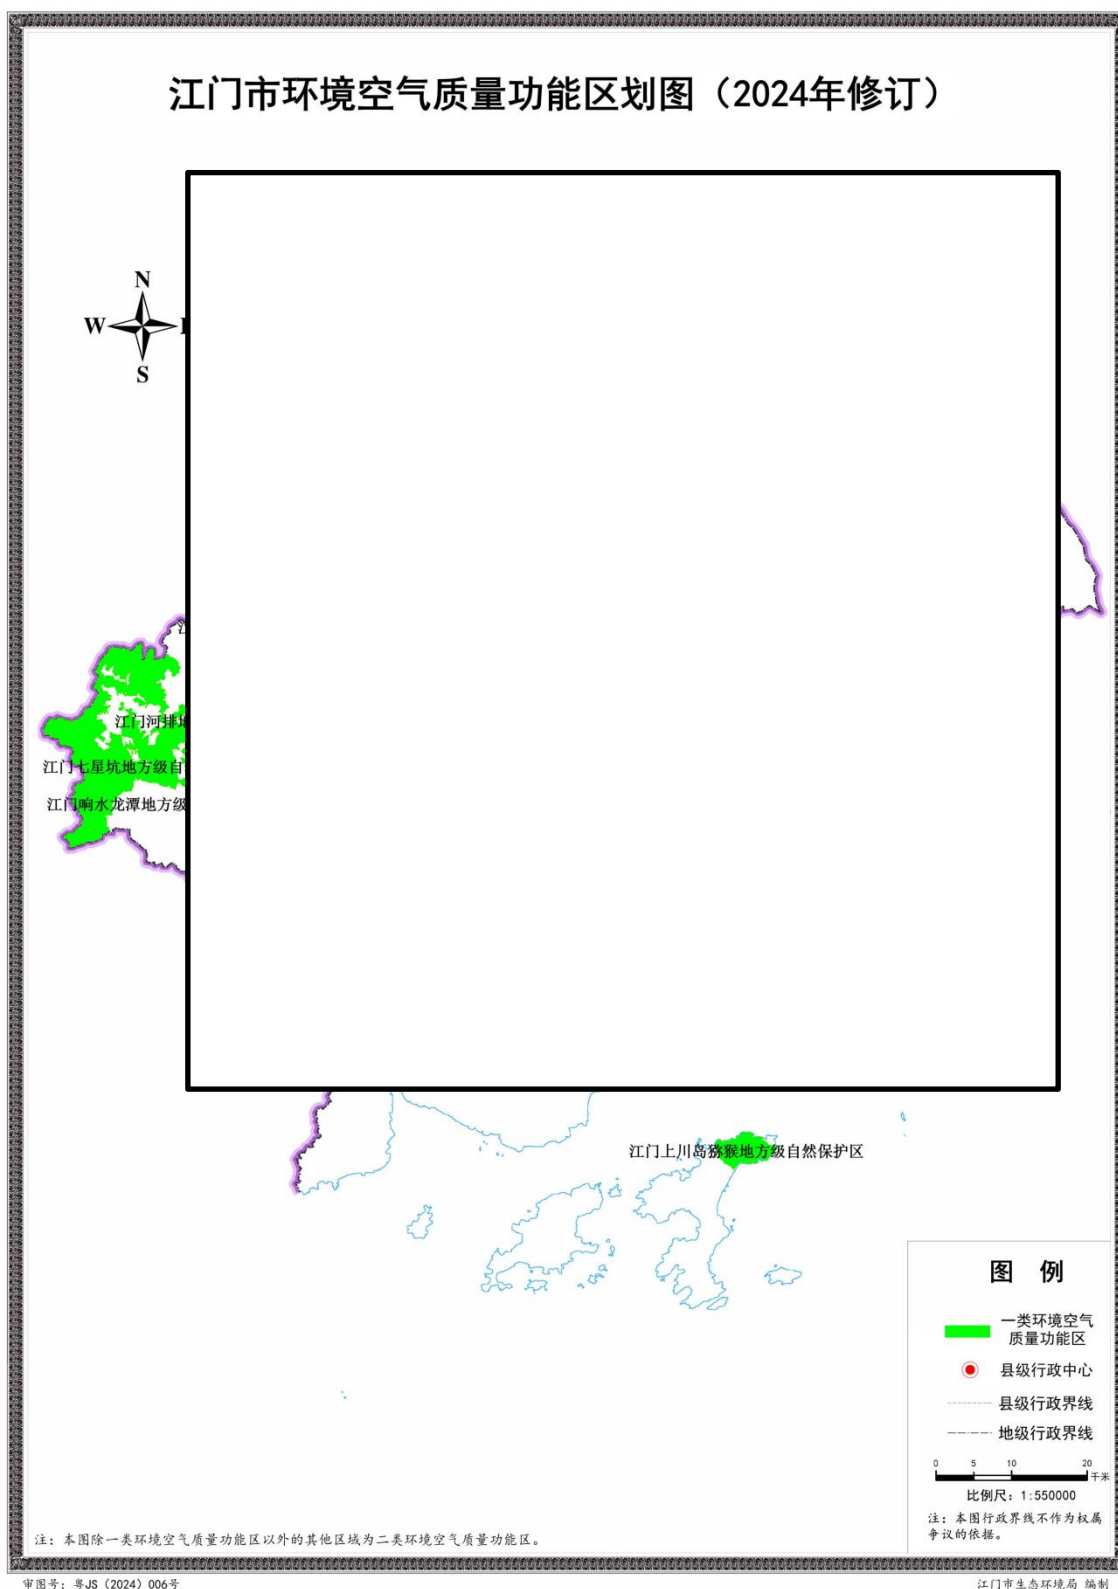 江门市环境空气质量功能区划图（2024年修订）
N
W
S
江门河排
江门七星坑地方级自
江门响水龙潭地方级
江门上川岛猕猴地方级自然保护区
图 例
一类环境空气
质量功能区
县级行政中心
县级行政界线
地级行政界线
0 5 10 20
千米
比例尺：1:550000
注：本图行政界线不作为权属
争议的依据。
注：本图除一类环境空气质量功能区以外的其他区域为二类环境空气质量功能区。
审图号：粤JS（2024）006号
江门市生态环境局 编制